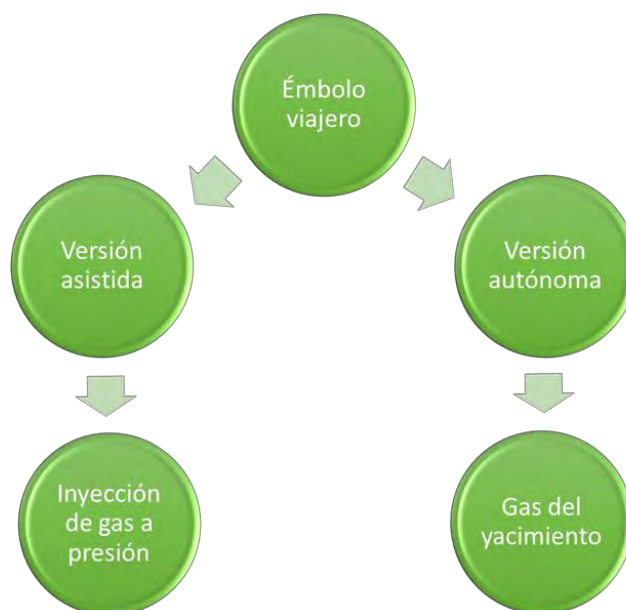 Émbolo
viajero
Versión
asistida
Versión
autónoma
Inyección
de gas a
presión
Gas del
yacimiento